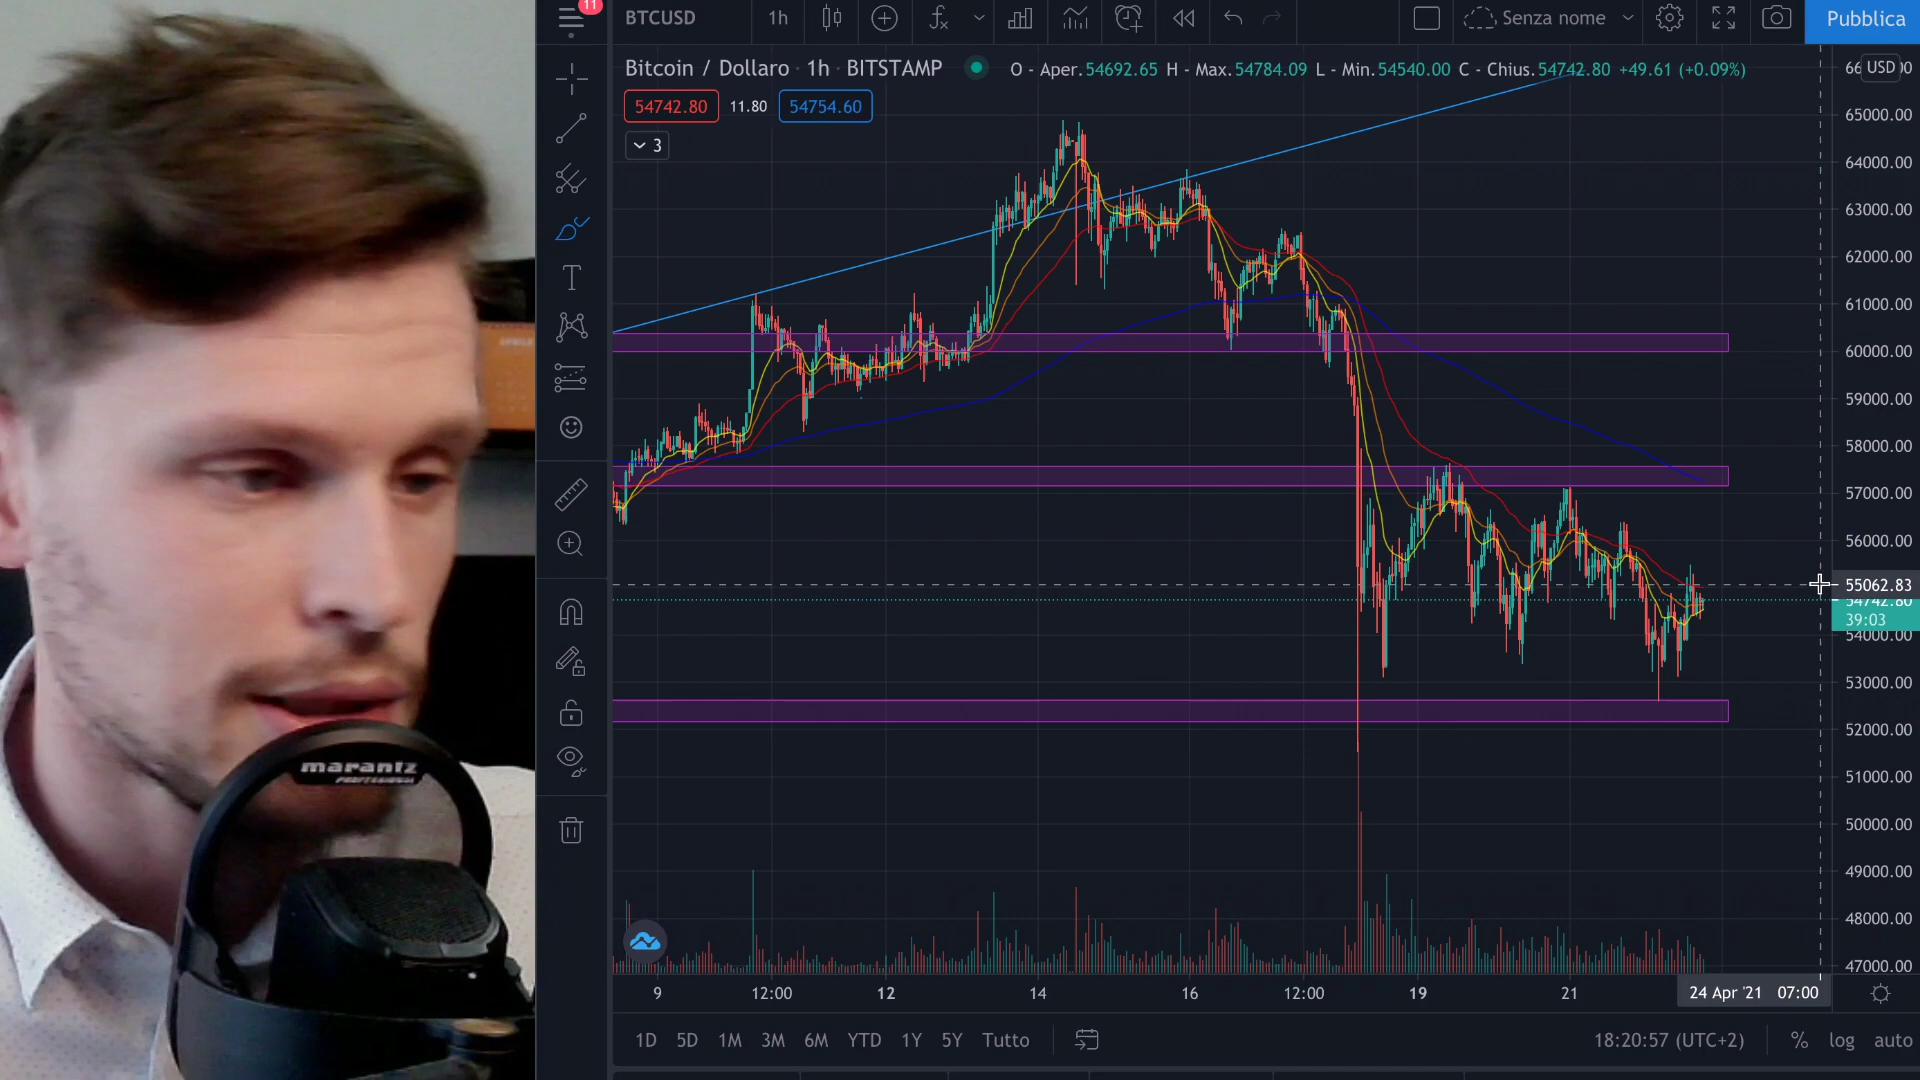 11
BTCUSD
1h
Senza nome
Pubblica
Bitcoin / Dollaro · 1h · BITSTAMP
O - Aper.54692.65 H - Max.54784.09 L - Min.54540.00 C - Chius.54742.80 +49.61 (+0.09%)
USD
54742.80 11.80 54754.60
3
65000.00
64000.00
63000.00
62000.00
61000.00
60000.00
59000.00
58000.00
57000.00
56000.00
55062.83
54742.80
39:03
54000.00
53000.00
52000.00
51000.00
50000.00
49000.00
48000.00
47000.00
marantz
PROFESSIONAL
9 12:00 12 14 16 12:00 19 21 24 Apr '21 07:00
1D 5D 1M 3M 6M YTD 1Y 5Y Tutto
18:20:57 (UTC+2) % log auto